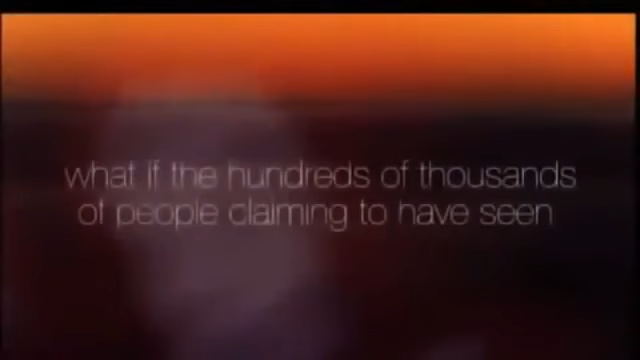 what if the hundreds of thousands
of people claiming to have seen